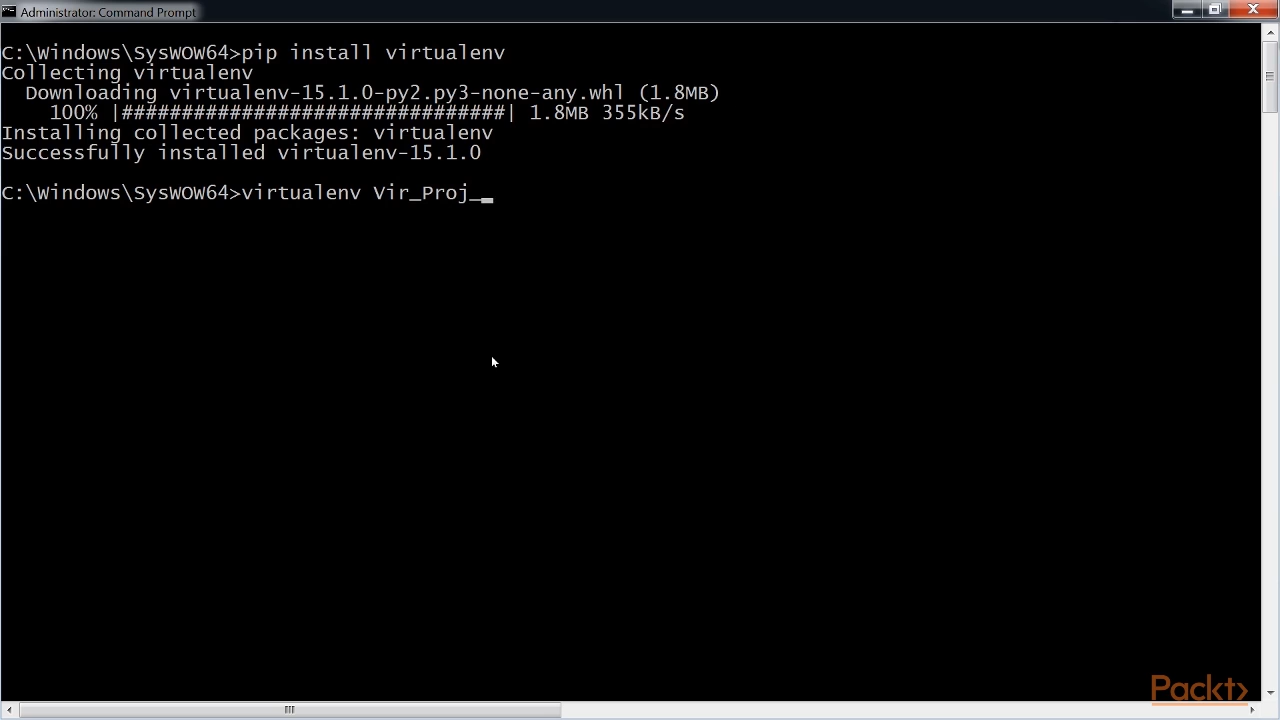 Administrator: Command Prompt
C:\Windows\SysWOW64>pip install virtualenv
Collecting virtualenv
  Downloading virtualenv-15.1.0-py2.py3-none-any.whl (1.8MB)
    100% |################################| 1.8MB 355kB/s
Installing collected packages: virtualenv
Successfully installed virtualenv-15.1.0
C:\Windows\SysWOW64>virtualenv Vir_Proj_
Packt>